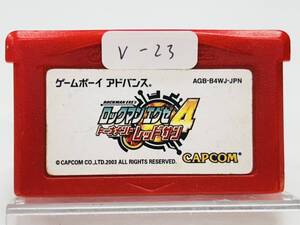 V-23
ゲームボーイ アドバンス
AGB-B4WJ-JPN
ROCKMAN EXE 4
ロックマン エグゼ 4
トーナメント レッドサン
© CAPCOM CO.,LTD.2003 ALL RIGHTS RESERVED.
CAPCOM